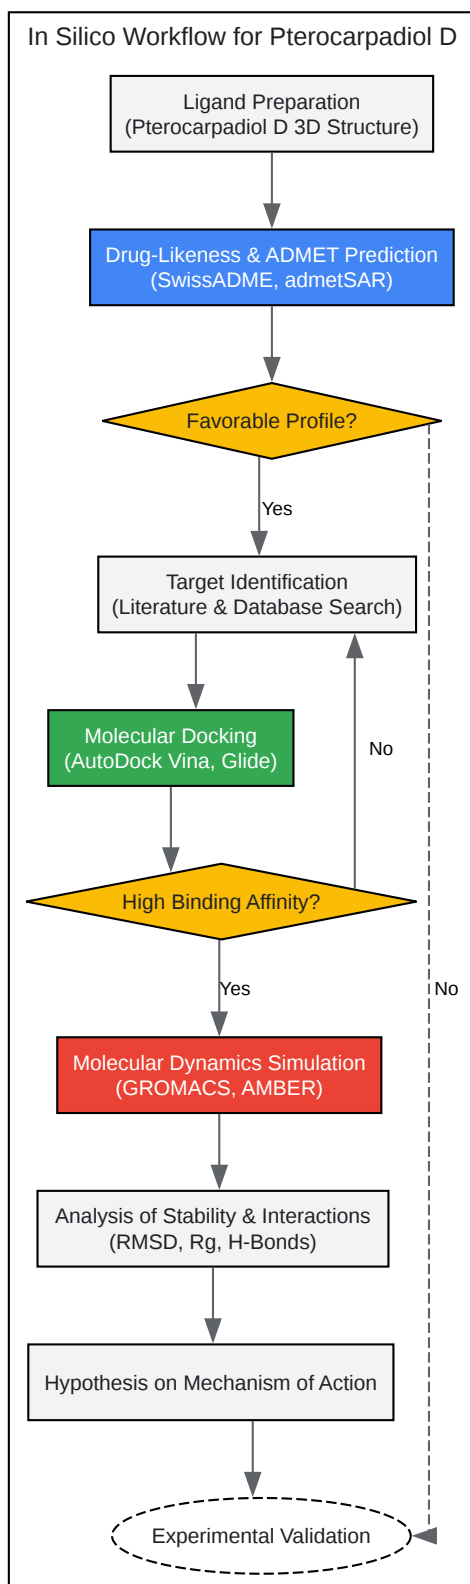 In Silico Workflow for Pterocarpadiol D
Ligand Preparation
(Pterocarpadiol D 3D Structure)
Drug-Likeness & ADMET Prediction
(SwissADME, admetSAR)
Favorable Profile?
Yes
Target Identification
(Literature & Database Search)
Molecular Docking
(AutoDock Vina, Glide)
No
High Binding Affinity?
Yes
No
Molecular Dynamics Simulation
(GROMACS, AMBER)
Analysis of Stability & Interactions
(RMSD, Rg, H-Bonds)
Hypothesis on Mechanism of Action
Experimental Validation